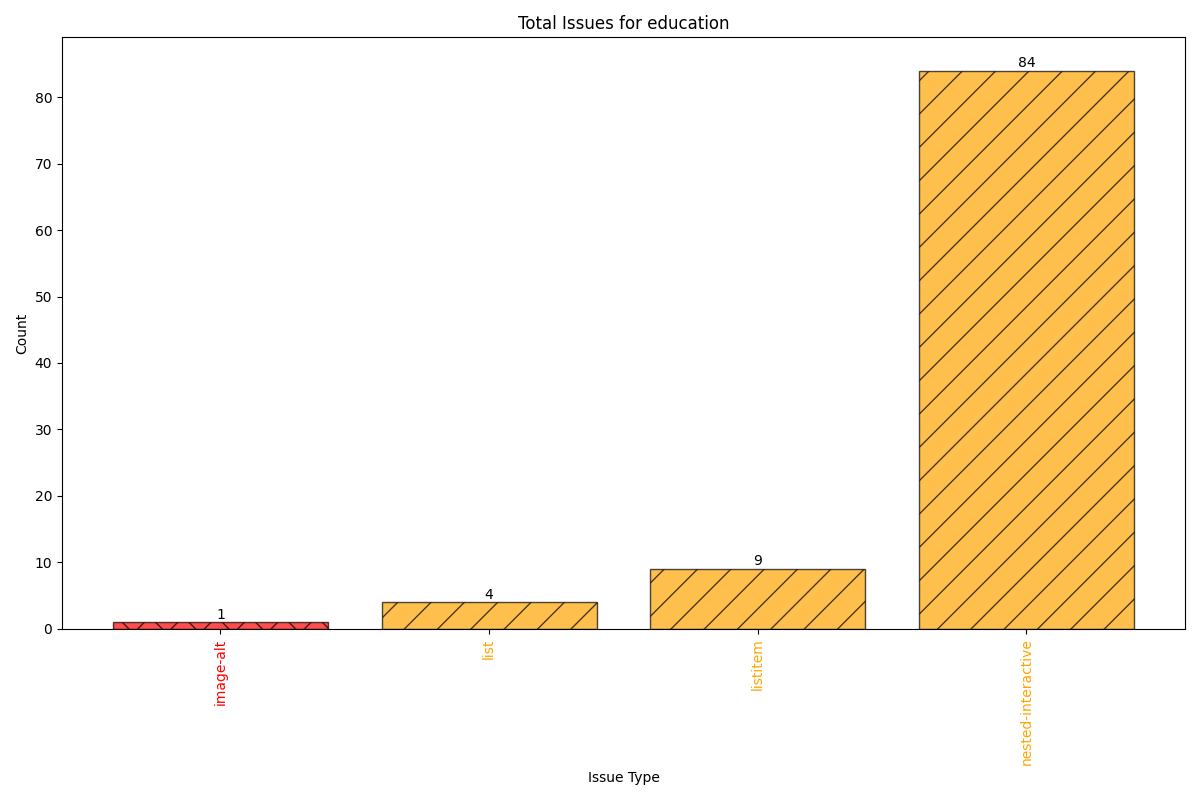 Total Issues for education
84
80
70
60
50
40
30
20
10
0
9
4
1
Count
image-alt
list
listitem
nested-interactive
Issue Type